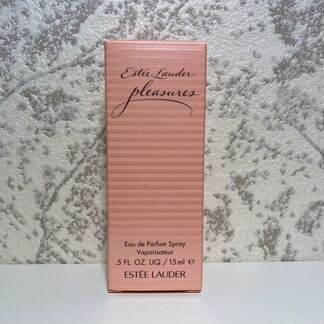 Estée Lauder
pleasures
Eau de Parfum Spray
Vaporisateur
.5 FL. OZ. LIQ./15 ml ℮
ESTĒE LAUDER